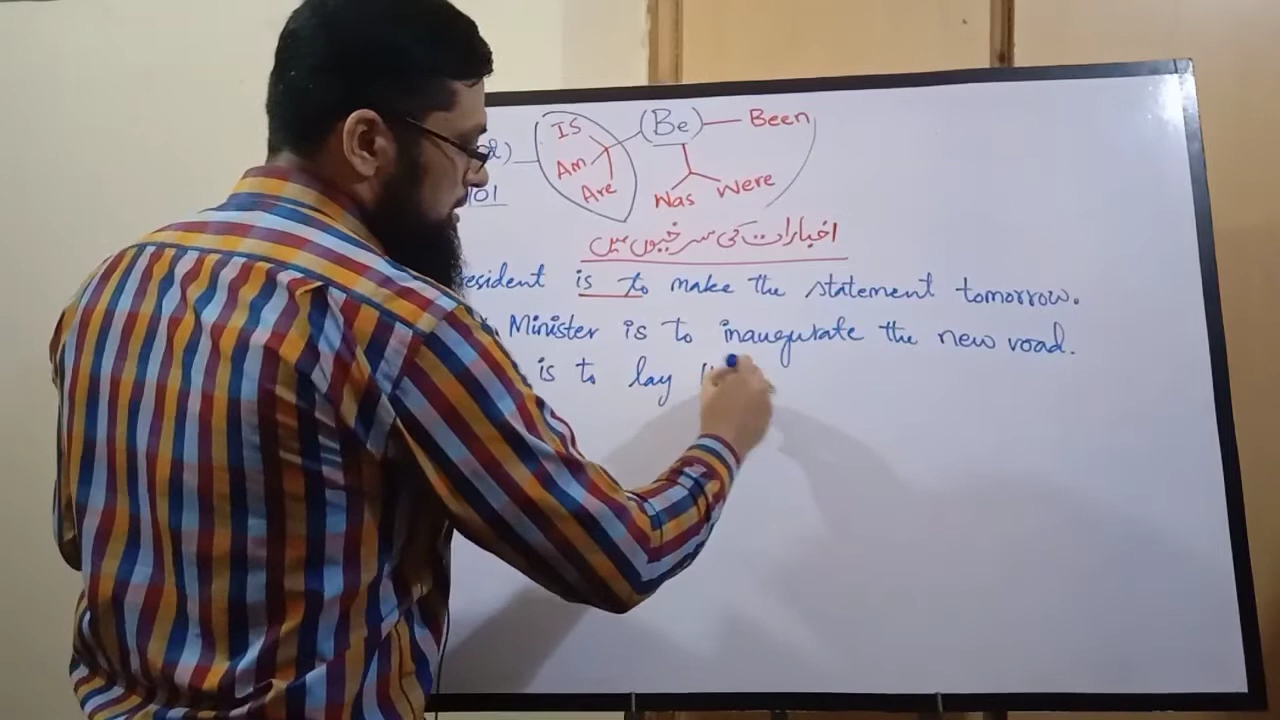 Is (Be) Been
Am
Are Was Were
اخبارات کی سرخیوں میں
resident is to make the statement tomorrow.
Minister is to inaugurate the new road.
is to lay